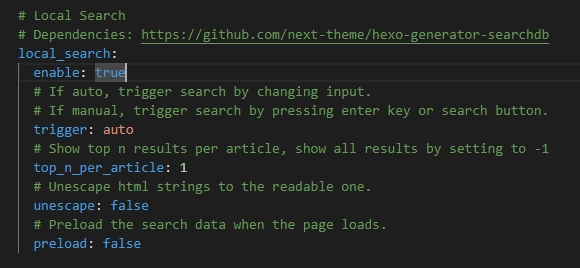 # Local Search
# Dependencies: https://github.com/next-theme/hexo-generator-searchdb
local_search:
  enable: true
  # If auto, trigger search by changing input.
  # If manual, trigger search by pressing enter key or search button.
  trigger: auto
  # Show top n results per article, show all results by setting to -1
  top_n_per_article: 1
  # Unescape html strings to the readable one.
  unescape: false
  # Preload the search data when the page loads.
  preload: false